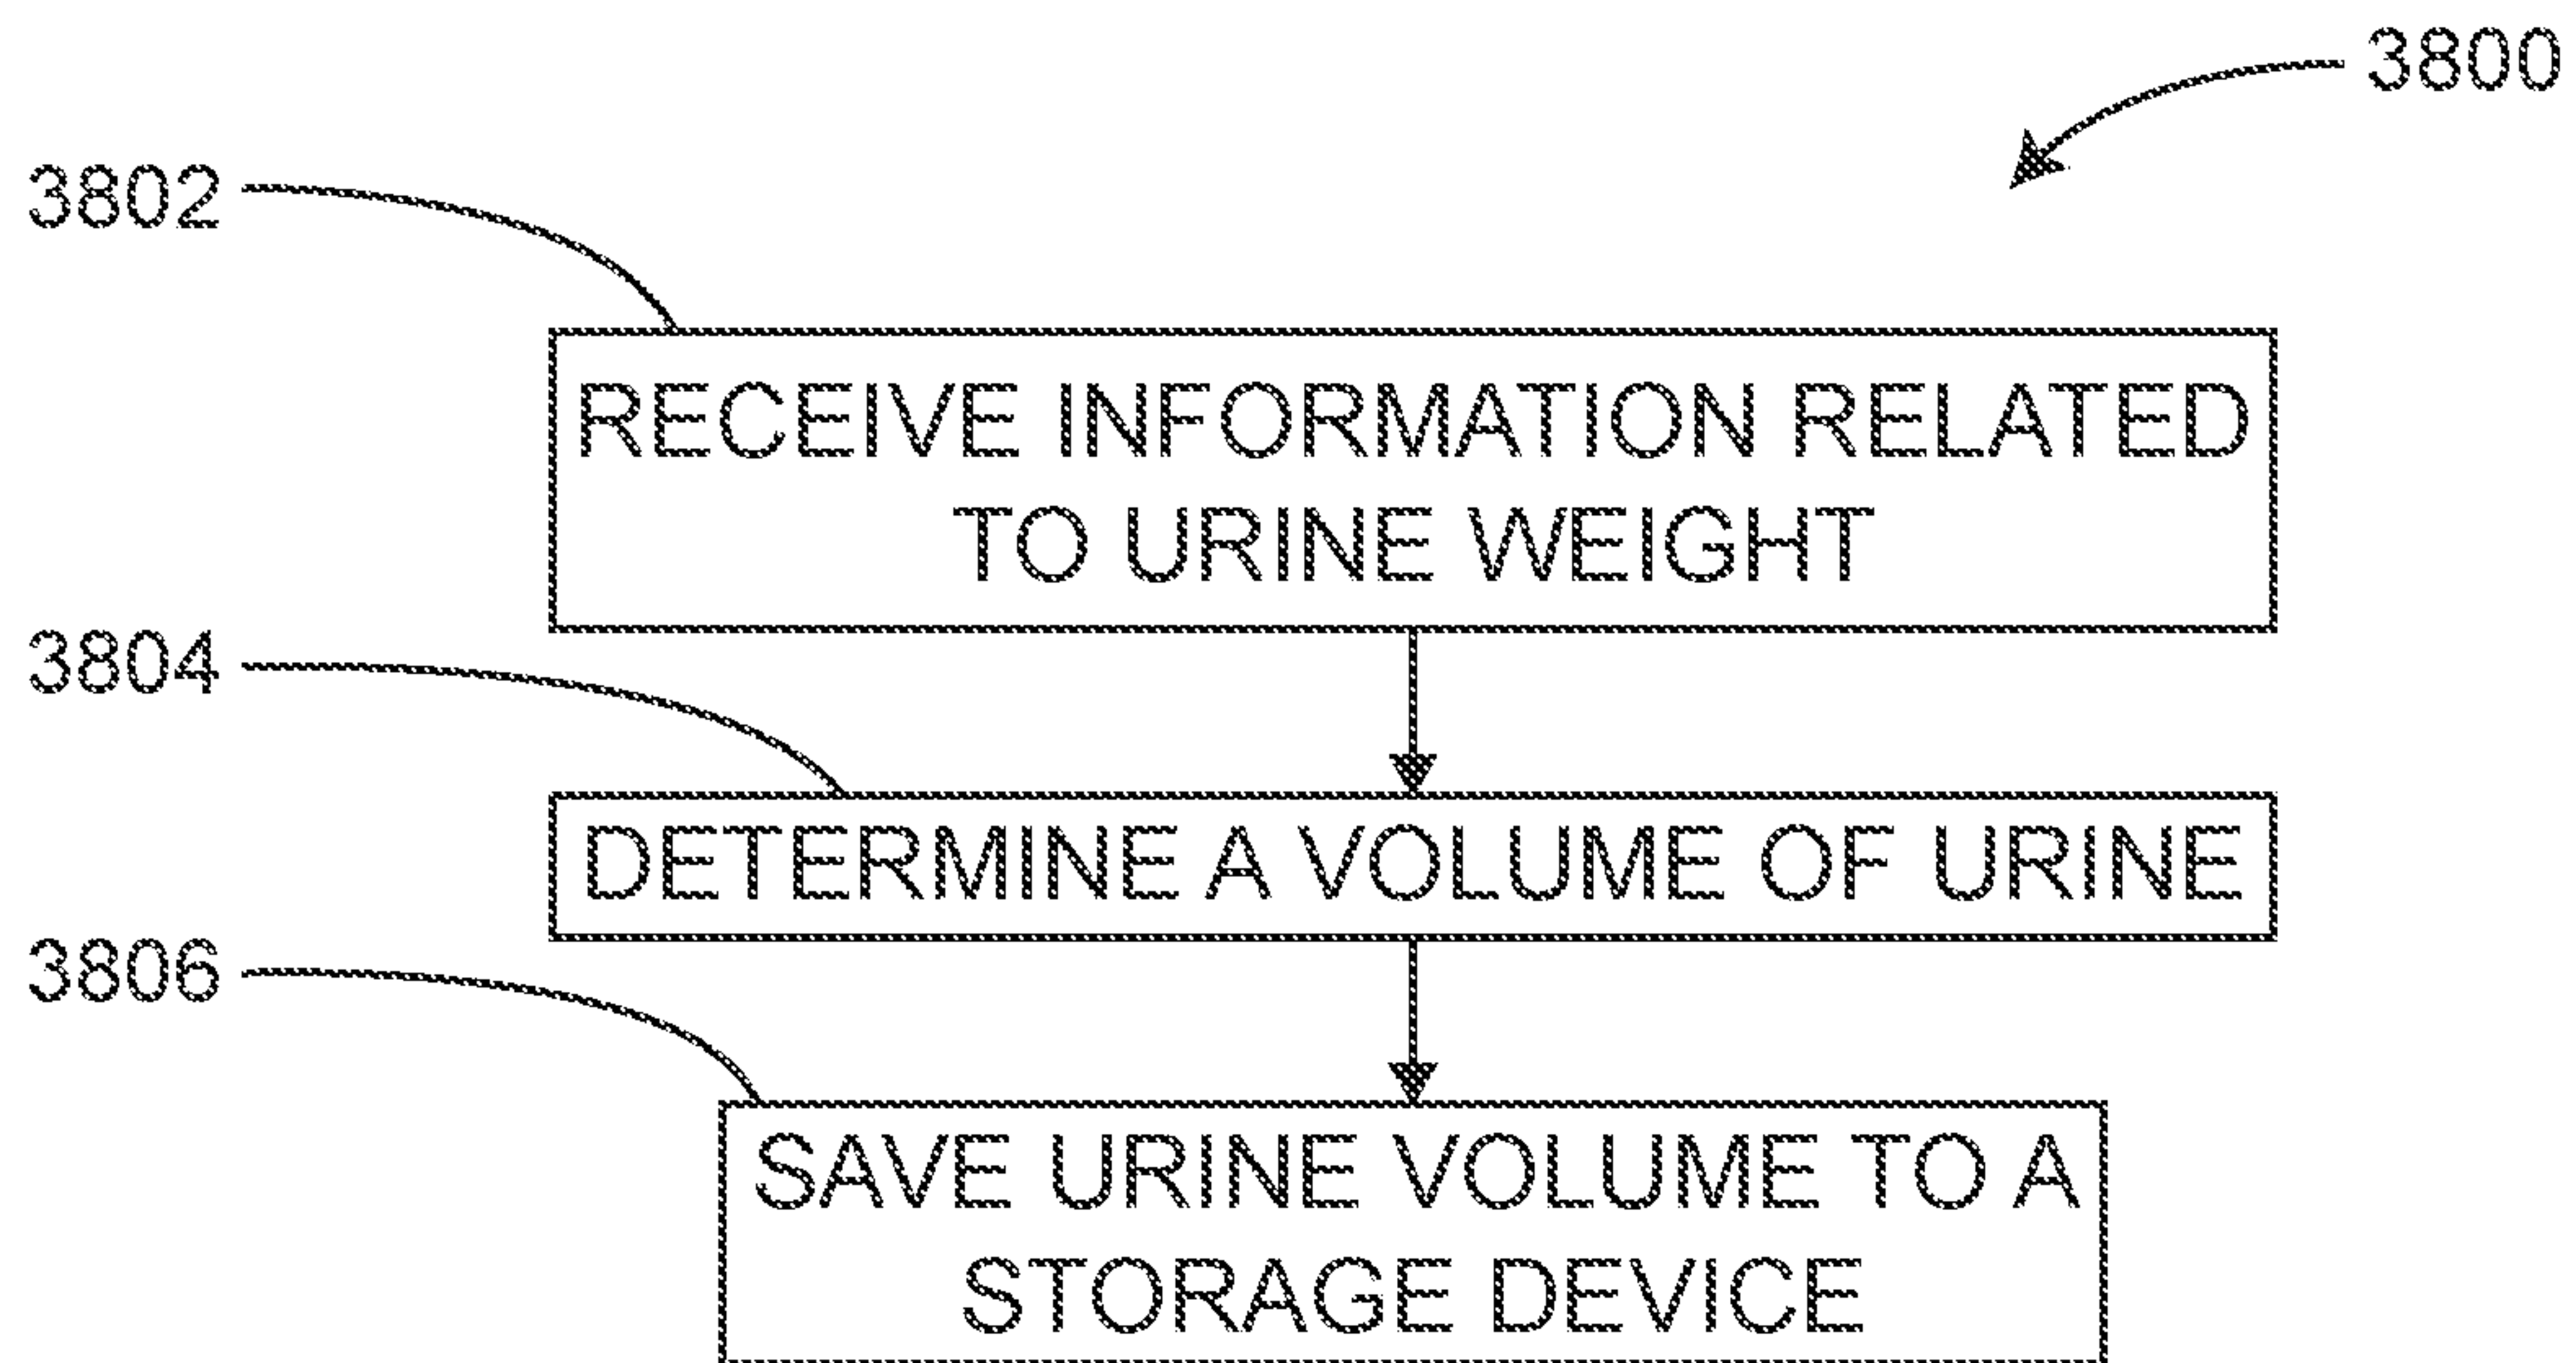 3800
3802
RECEIVE INFORMATION RELATED
TO URINE WEIGHT
3804
DETERMINE A VOLUME OF URINE
3806
SAVE URINE VOLUME TO A
STORAGE DEVICE